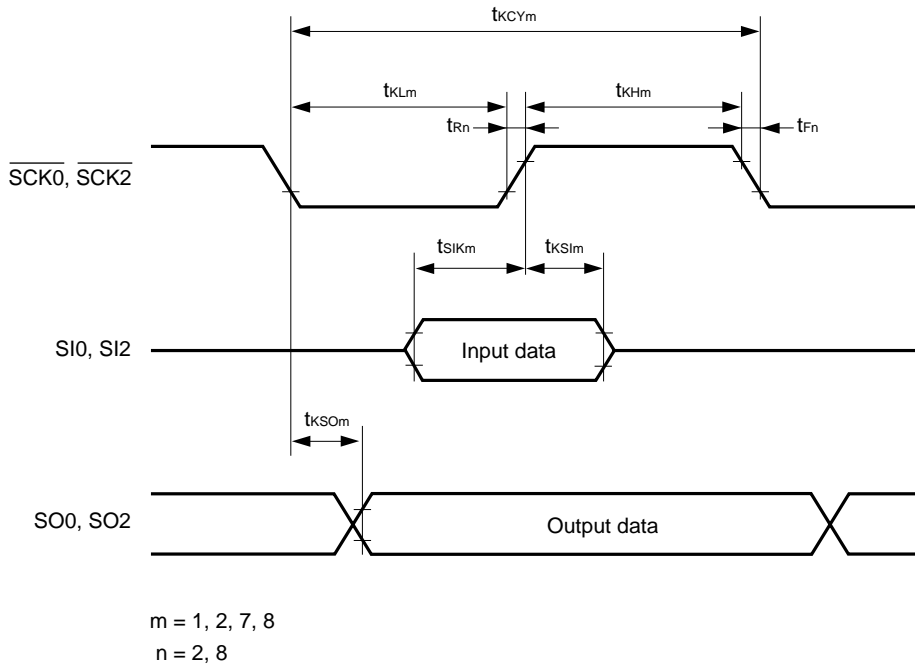 tKCYm
tKLm
tKHm
tRn
tFn
SCK0, SCK2
tSIKm
tKSIm
SI0, SI2
Input data
tKSOm
SO0, SO2
Output data
m = 1, 2, 7, 8
n = 2, 8